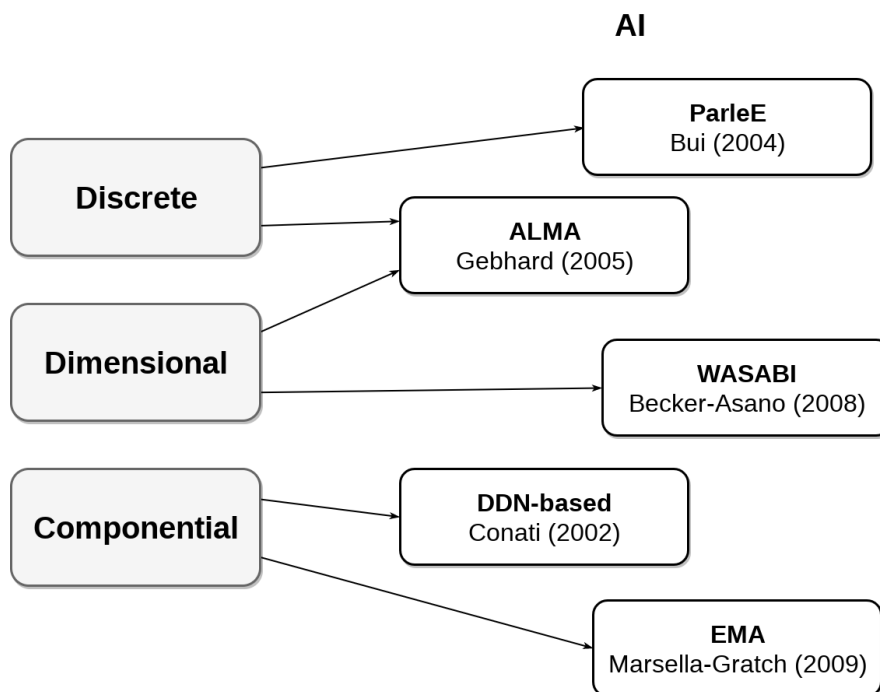 AI
ParleE
Bui (2004)
Discrete
ALMA
Gebhard (2005)
Dimensional
WASABI
Becker-Asano (2008)
Componential
DDN-based
Conati (2002)
EMA
Marsella-Gratch (2009)